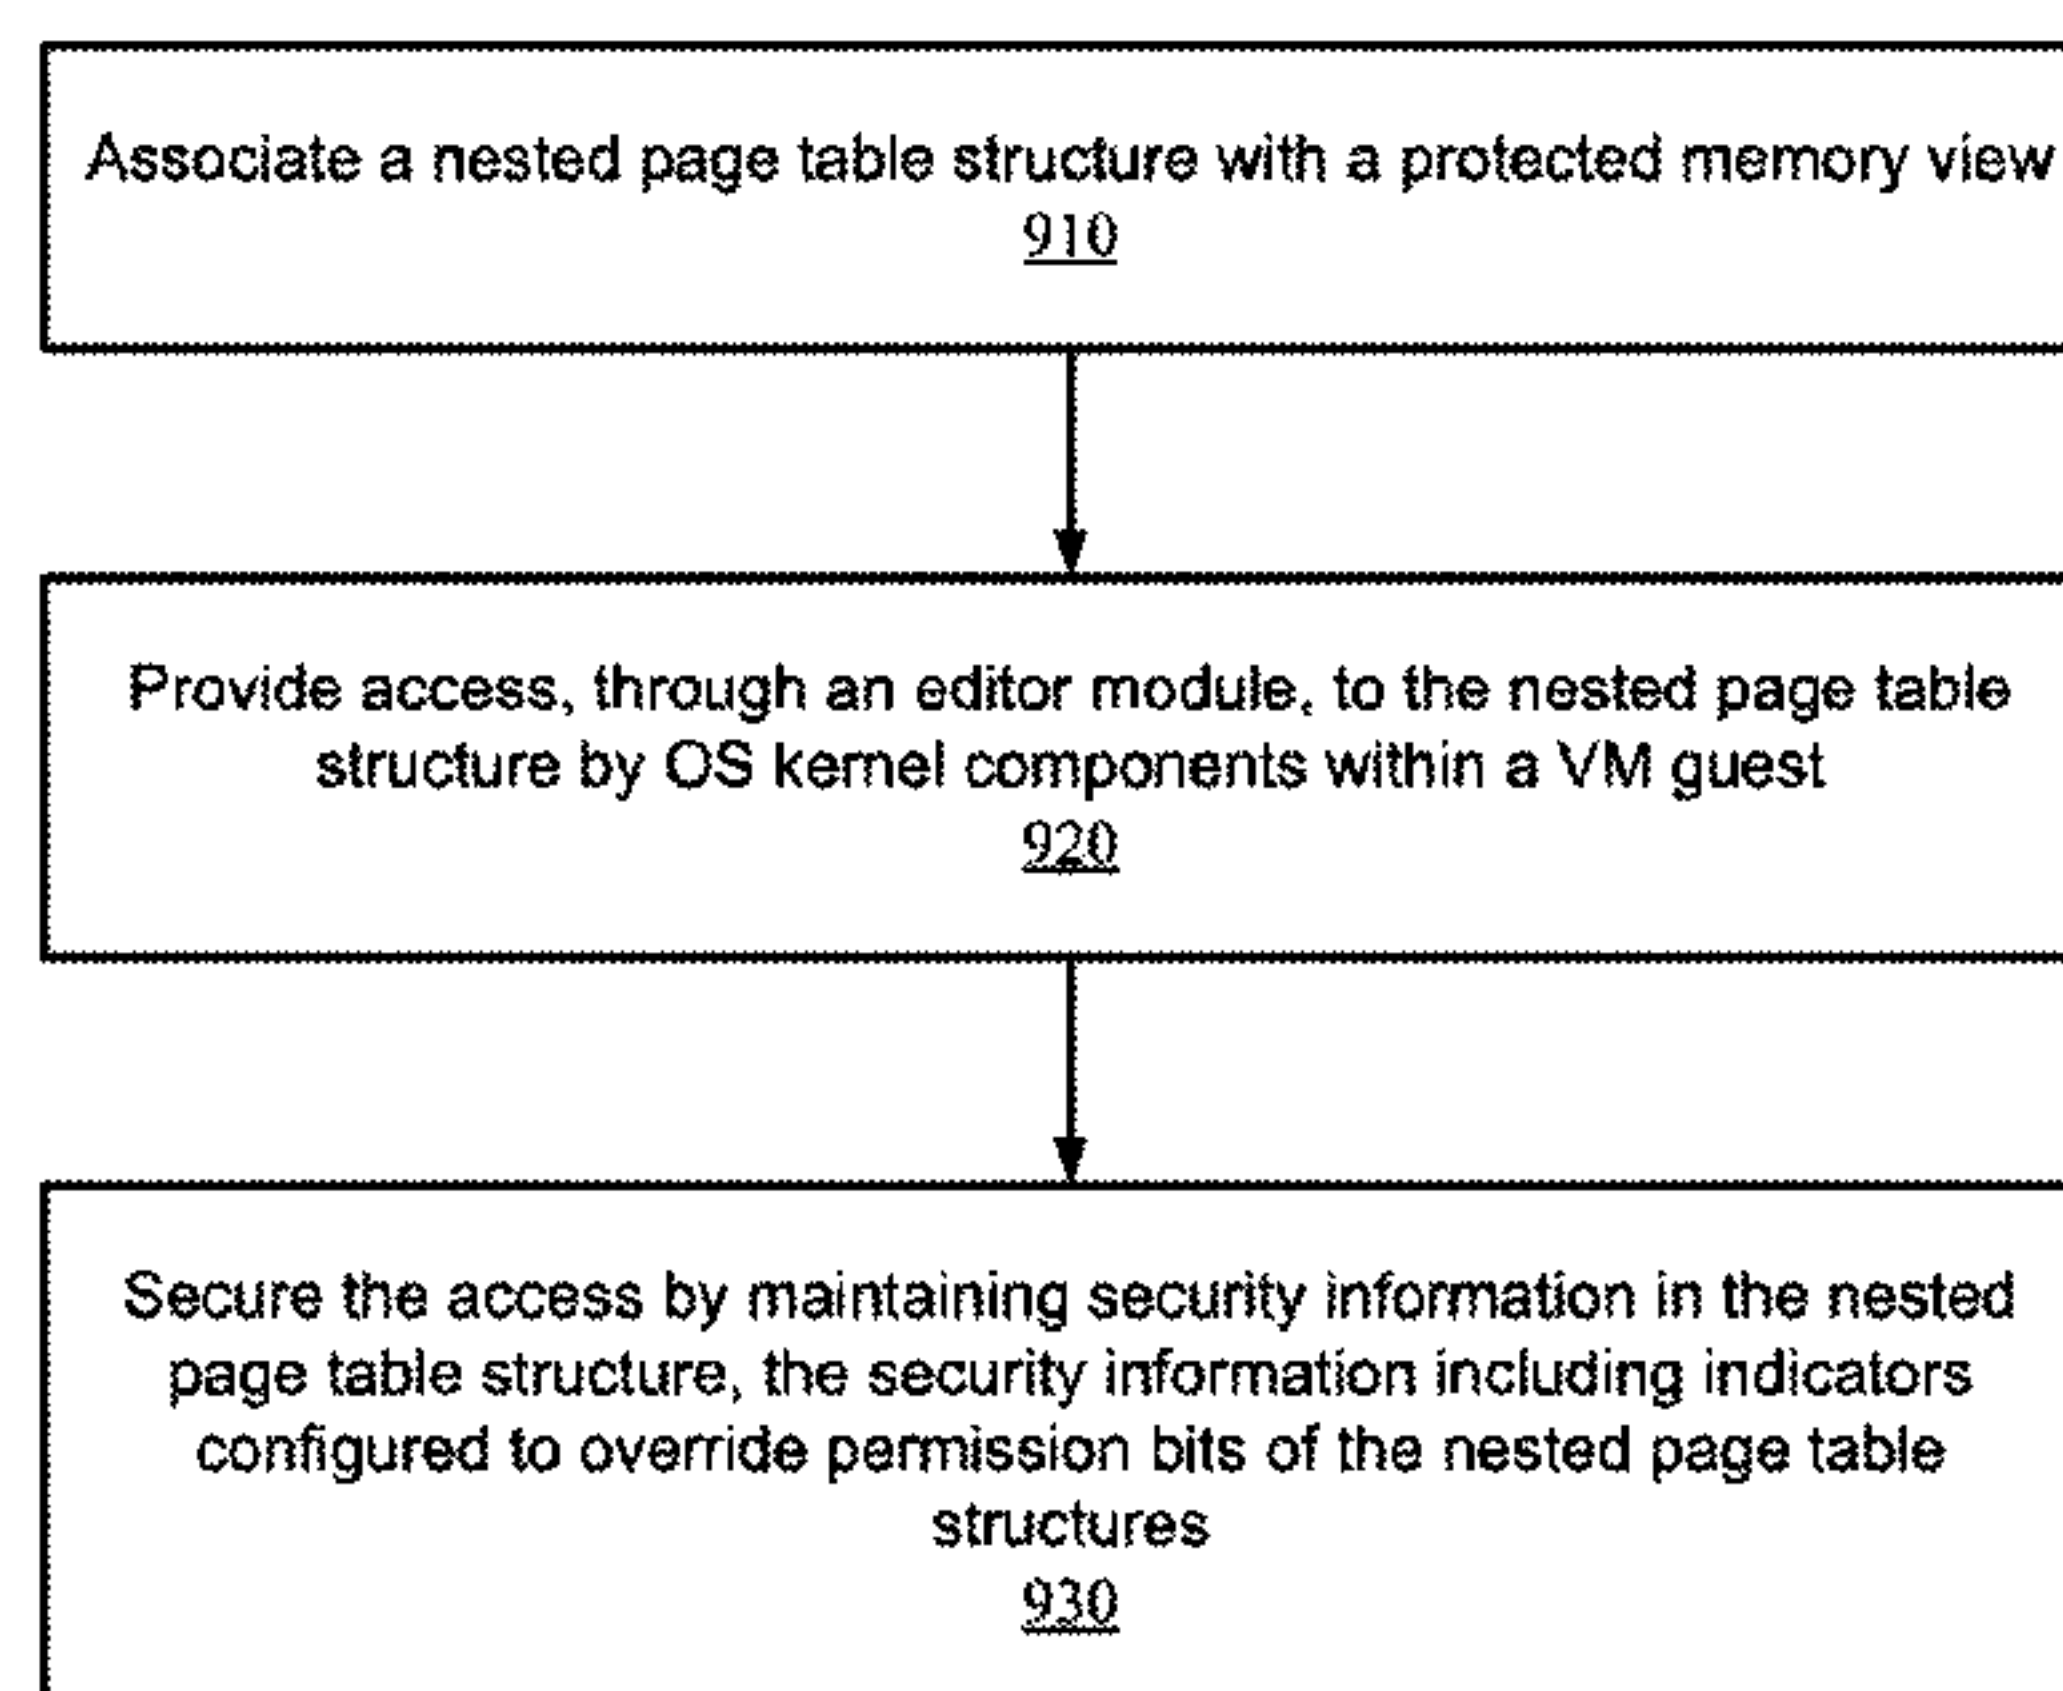 Associate a nested page table structure with a protected memory view
910
Provide access, through an editor module, to the nested page table
structure by OS kernel components within a VM guest
920
Secure the access by maintaining security information in the nested
page table structure, the security information including indicators
configured to override permission bits of the nested page table
structures
930